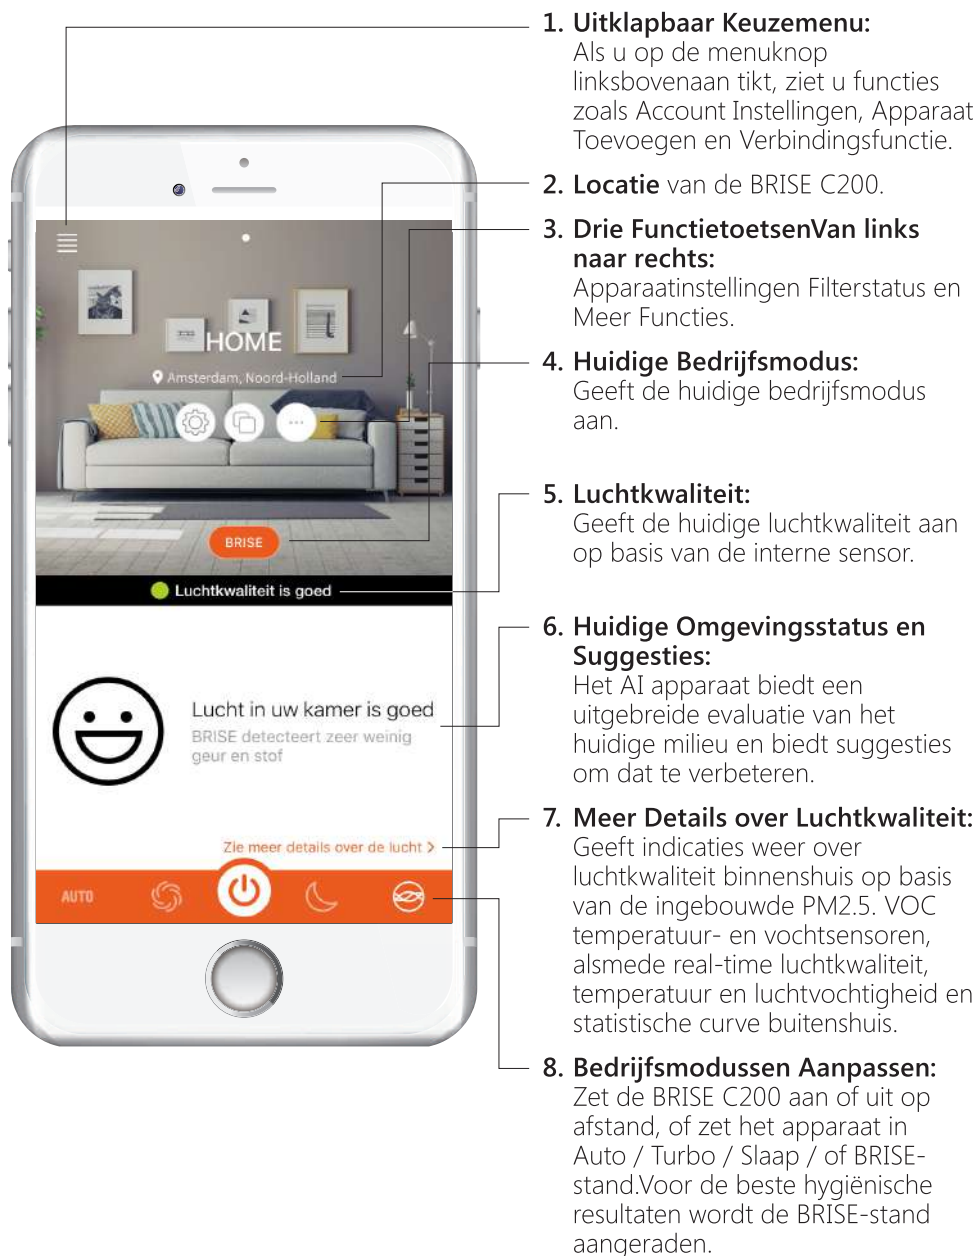 1. Uitklapbaar Keuzemenu:
Als u op de menuknop
linksbovenaan tikt, ziet u functies
zoals Account Instellingen, Apparaat
Toevoegen en Verbindingsfunctie.
2. Locatie van de BRISE C200.
3. Drie FunctietoetsenVan links
naar rechts:
Apparaatinstellingen Filterstatus en
Meer Functies.
4. Huidige Bedrijfsmodus:
Geeft de huidige bedrijfsmodus
aan.
5. Luchtkwaliteit:
Geeft de huidige luchtkwaliteit aan
op basis van de interne sensor.
6. Huidige Omgevingsstatus en
Suggesties:
Het AI apparaat biedt een
uitgebreide evaluatie van het
huidige milieu en biedt suggesties
om dat te verbeteren.
7. Meer Details over Luchtkwaliteit:
Geeft indicaties weer over
luchtkwaliteit binnenshuis op basis
van de ingebouwde PM2.5. VOC
temperatuur- en vochtsensoren,
alsmede real-time luchtkwaliteit,
temperatuur en luchtvochtigheid en
statistische curve buitenshuis.
8. Bedrijfsmodussen Aanpassen:
Zet de BRISE C200 aan of uit op
afstand, of zet het apparaat in
Auto / Turbo / Slaap / of BRISE-
stand.Voor de beste hygiënische
resultaten wordt de BRISE-stand
aangeraden.
HOME
Amsterdam, Noord-Holland
BRISE
Luchtkwaliteit is goed
Lucht in uw kamer is goed
BRISE detecteert zeer weinig
geur en stof
Zie meer details over de lucht >
AUTO